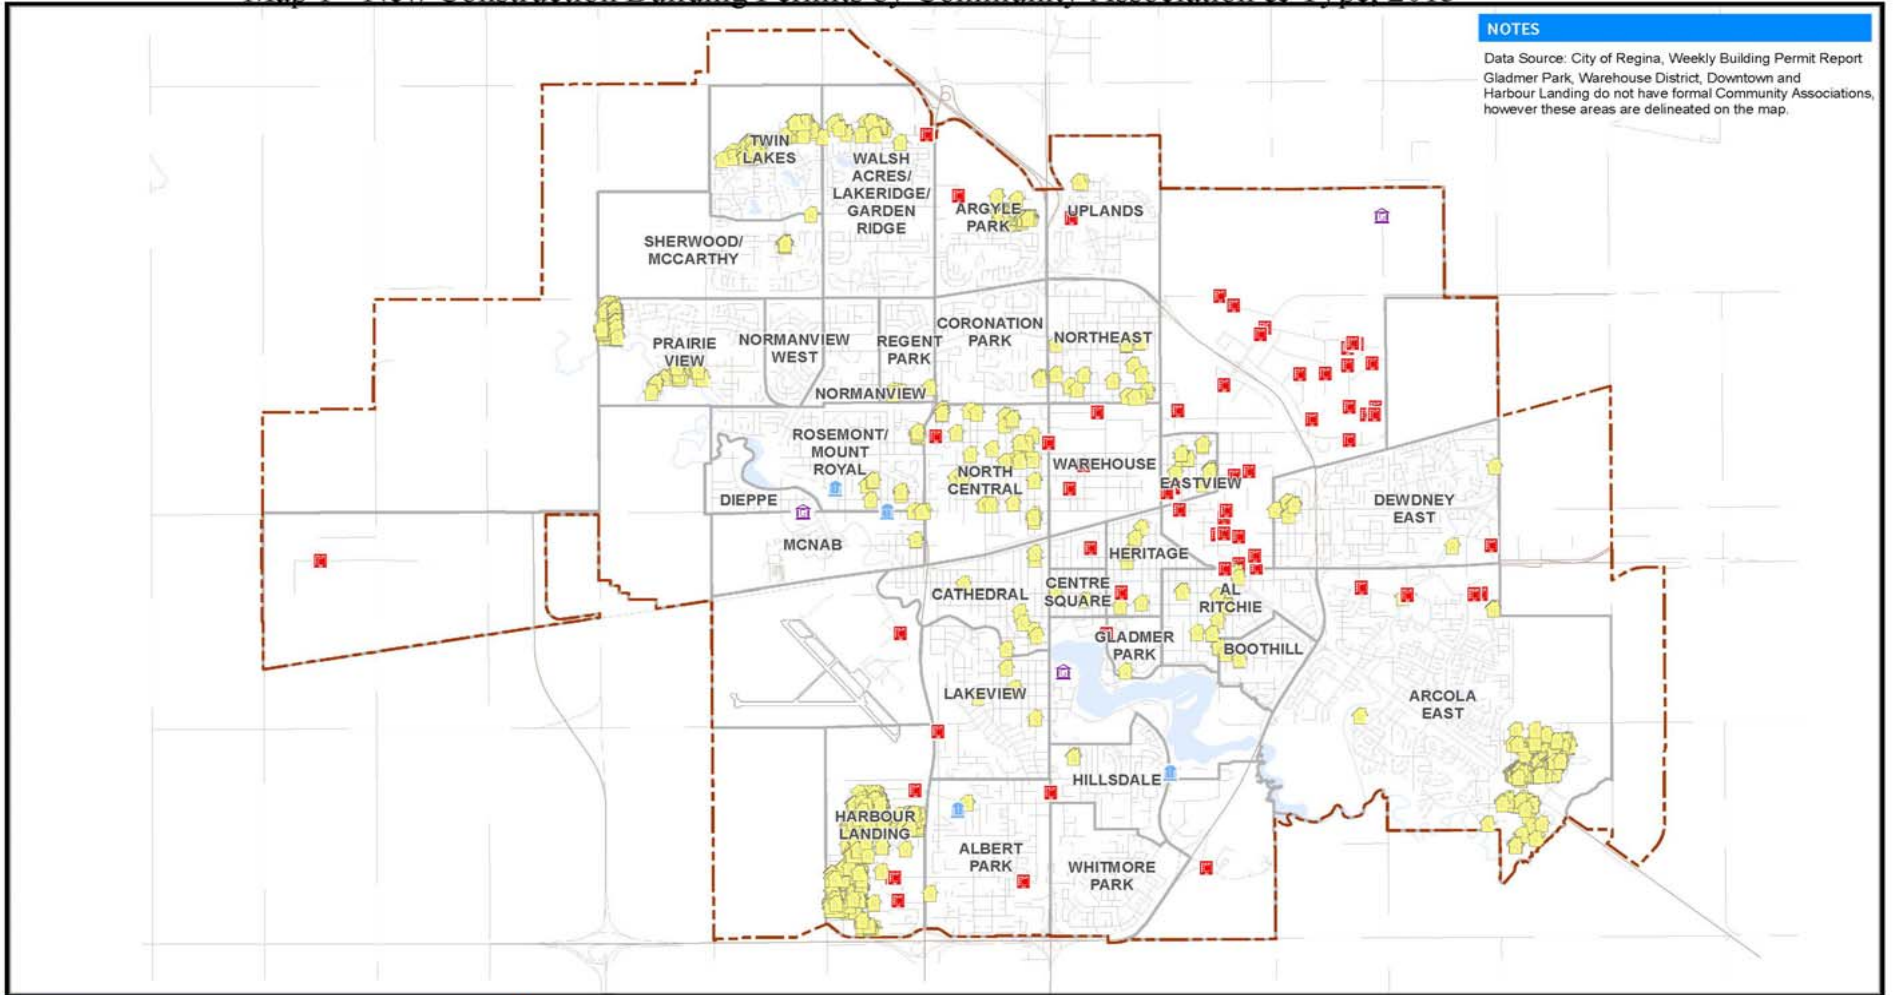 NOTES
Data Source: City of Regina, Weekly Building Permit Report
Gladmer Park, Warehouse District, Downtown and
Harbour Landing do not have formal Community Associations,
however these areas are delineated on the map.
TWIN
LAKES
WALSH
ACRES/
LAKERIDGE/
GARDEN
RIDGE
ARGYLE
PARK
UPLANDS
SHERWOOD/
MCCARTHY
PRAIRIE
VIEW
NORMANVIEW
WEST
REGENT
PARK
CORONATION
PARK
NORTHEAST
NORMANVIEW
ROSEMONT/
MOUNT
ROYAL
NORTH
CENTRAL
WAREHOUSE
EASTVIEW
DIEPPE
DEWDNEY
EAST
MCNAB
HERITAGE
CATHEDRAL
CENTRE
SQUARE
AL
RITCHIE
GLADMER
PARK
BOOTHILL
LAKEVIEW
ARCOLA
EAST
HILLSDALE
HARBOUR
LANDING
ALBERT
PARK
WHITMORE
PARK